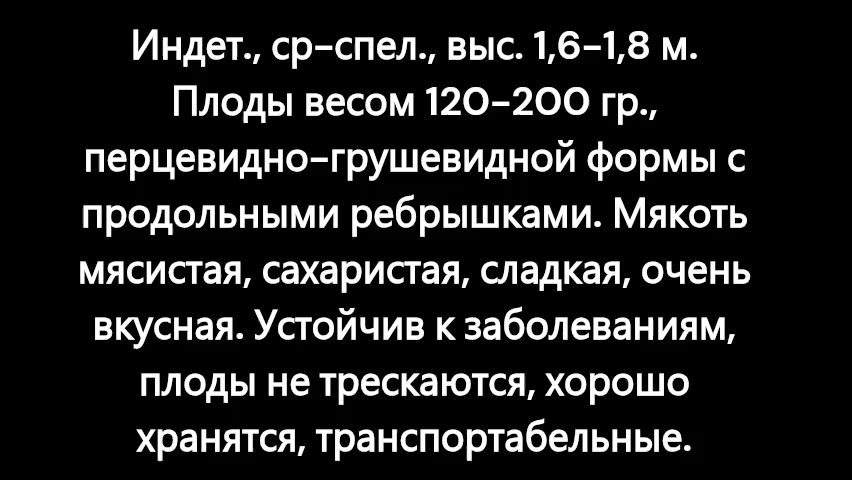 Индет., ср-спел., выс. 1,6-1,8 м.
Плоды весом 120-200 гр.,
перцевидно-грушевидной формы с
продольными ребрышками. Мякоть
мясистая, сахаристая, сладкая, очень
вкусная. Устойчив к заболеваниям,
плоды не трескаются, хорошо
хранятся, транспортабельные.